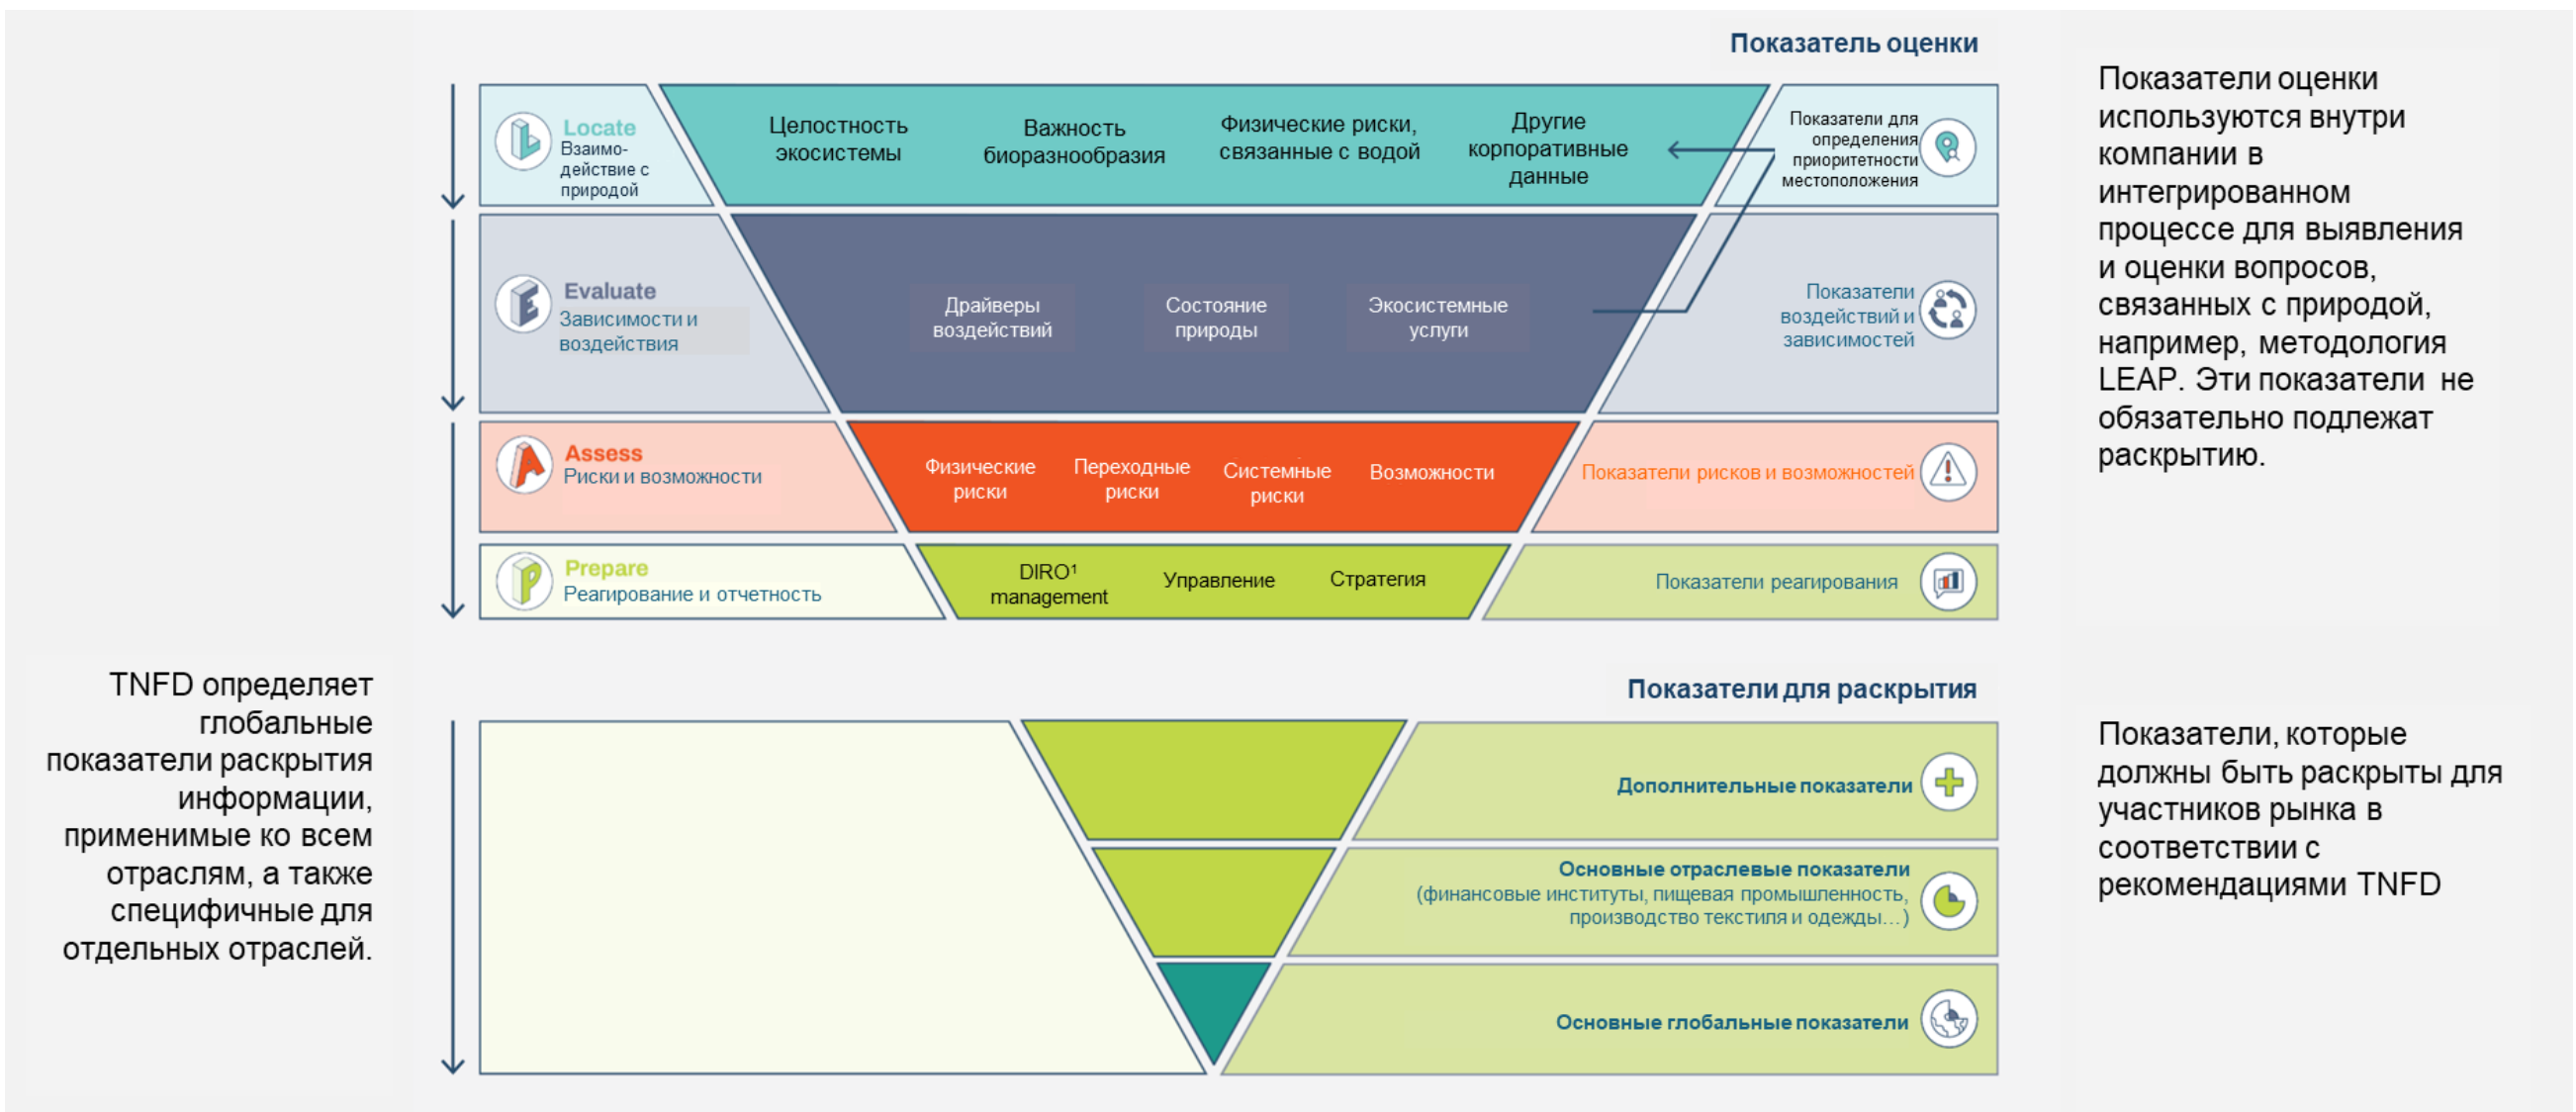 Показатель оценки
Locate
Взаимо-
действие с
природой
Целостность
экосистемы
Важность
биоразнообразия
Физические риски,
связанные с водой
Другие
корпоративные
данные
Показатели для
определения
приоритетности
местоположения
Evaluate
Зависимости и
воздействия
Драйверы
воздействий
Состояние
природы
Экосистемные
услуги
Показатели
воздействий и
зависимостей
Assess
Риски и возможности
Физические
риски
Переходные
риски
Системные
риски
Возможности
Показатели рисков и возможностей
Prepare
Реагирование и отчетность
DIRO¹
management
Управление
Стратегия
Показатели реагирования
Показатели оценки
используются внутри
компании в
интегрированном
процессе для выявления
и оценки вопросов,
связанных с природой,
например, методология
LEAP. Эти показатели не
обязательно подлежат
раскрытию.
TNFD определяет
глобальные
показатели раскрытия
информации,
применимые ко всем
отраслям, а также
специфичные для
отдельных отраслей.
Показатели для раскрытия
Дополнительные показатели
Основные отраслевые показатели
(финансовые институты, пищевая промышленность,
производство текстиля и одежды...)
Основные глобальные показатели
Показатели, которые
должны быть раскрыты для
участников рынка в
соответствии с
рекомендациями TNFD